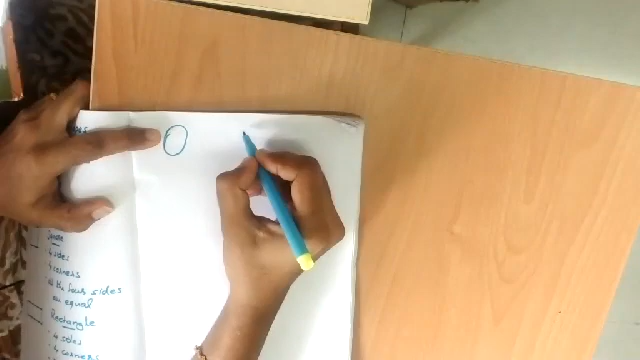 4 sides
4 corners
all the four sides
are equal
Rectangle
4 sides
4 corners